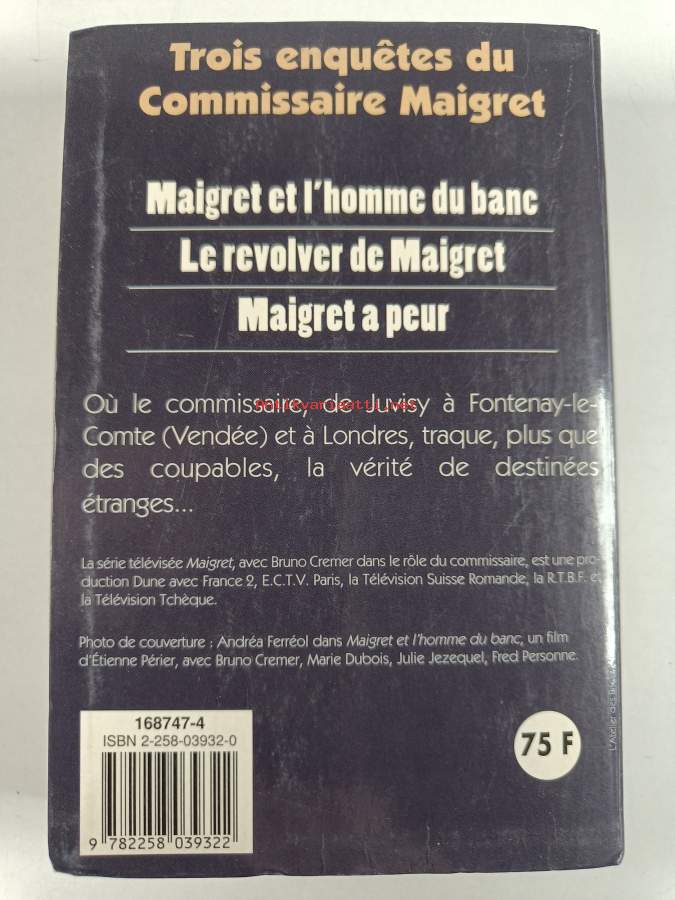 Trois enquêtes du
Commissaire Maigret
Maigret et l'homme du banc
Le revolver de Maigret
Maigret a peur
Où le commissaire, de Juvisy à Fontenay-le-
Comte (Vendée) et à Londres, traque, plus que
des coupables, la vérité de destinées
étranges...
Antikvariaatti.net
La série télévisée Maigret, avec Bruno Cremer dans le rôle du commissaire, est une pro-
duction Dune avec France 2, E.C.T.V. Paris, la Télévision Suisse Romande, la R.T.B.F. et
la Télévision Tchèque.
Photo de couverture : Andréa Ferréol dans Maigret et l'homme du banc, un film
d'Étienne Périer, avec Bruno Cremer, Marie Dubois, Julie Jezequel, Fred Personne.
168747-4
ISBN 2-258-03932-0
9 782258 039322
75 F
L'Atelier des